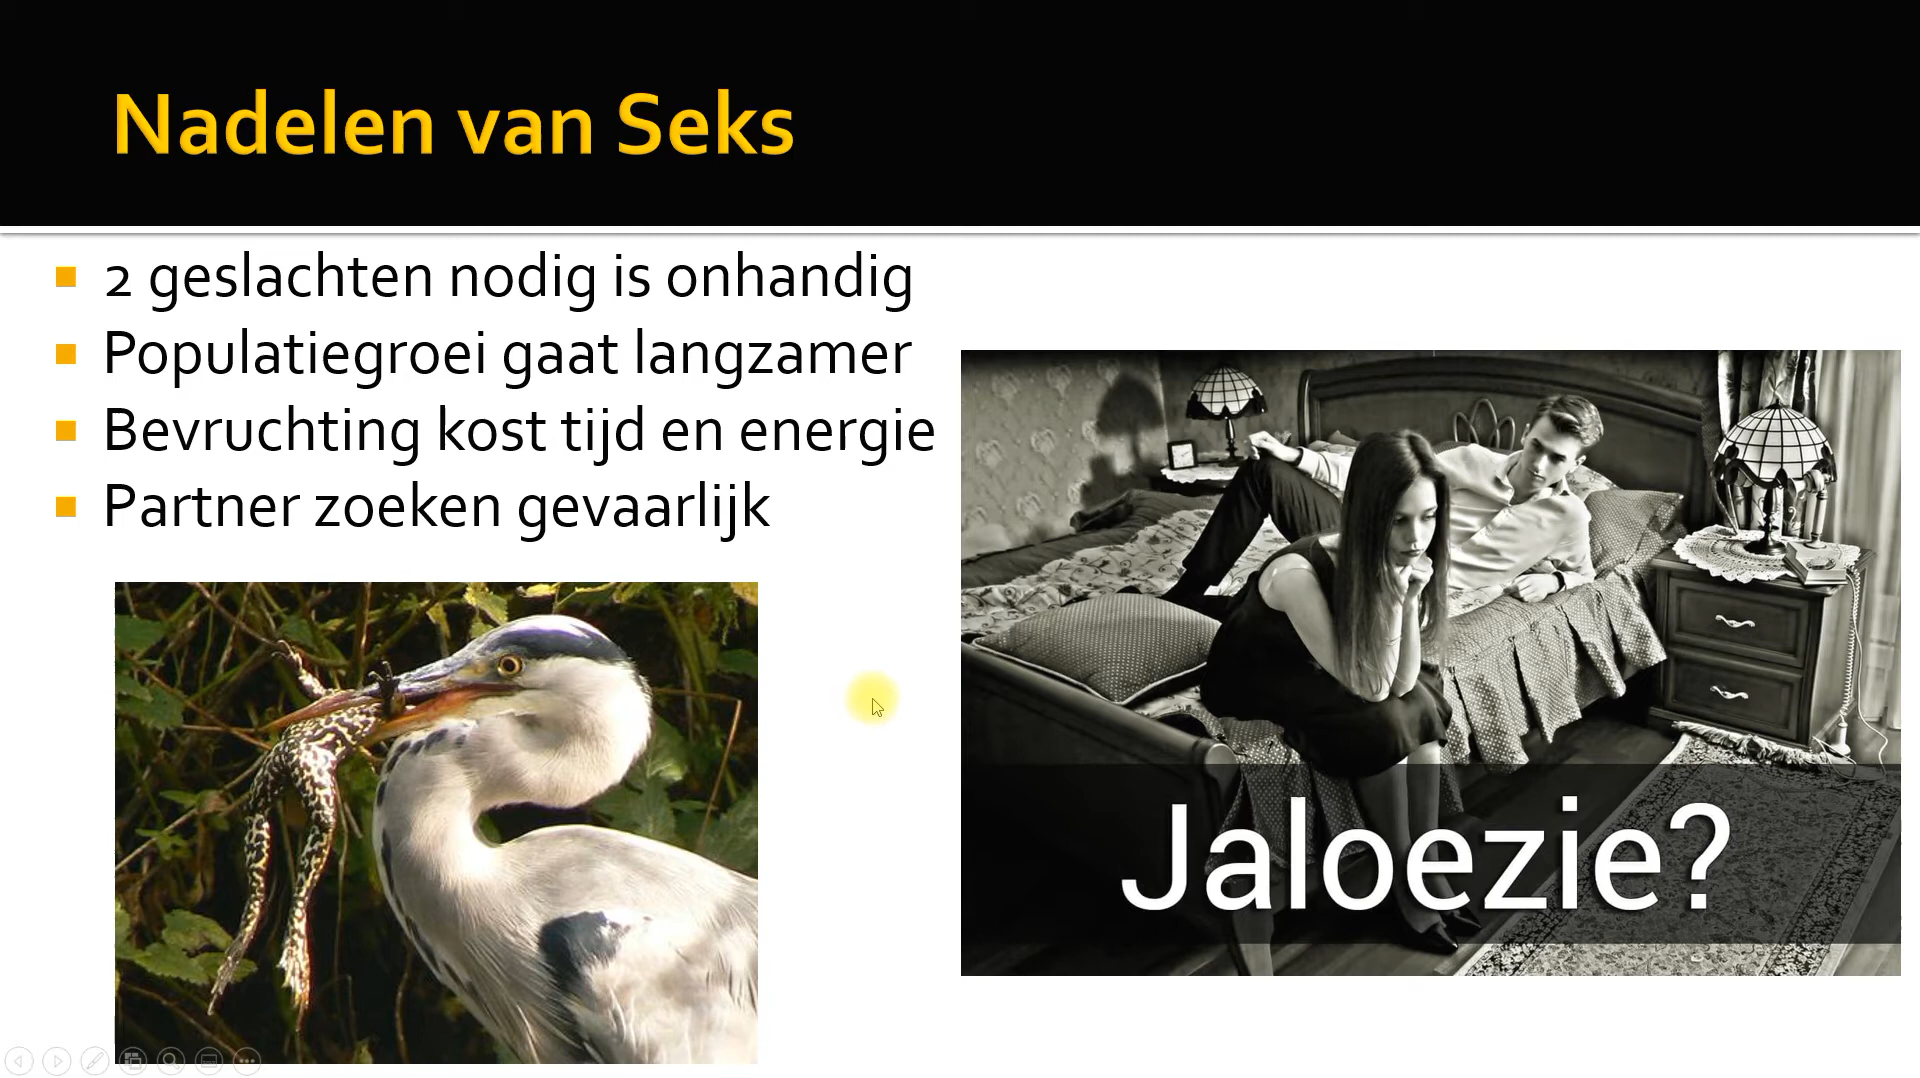 Nadelen van Seks
2 geslachten nodig is onhandig
Populatiegroei gaat langzamer
Bevruchting kost tijd en energie
Partner zoeken gevaarlijk
Jaloezie?